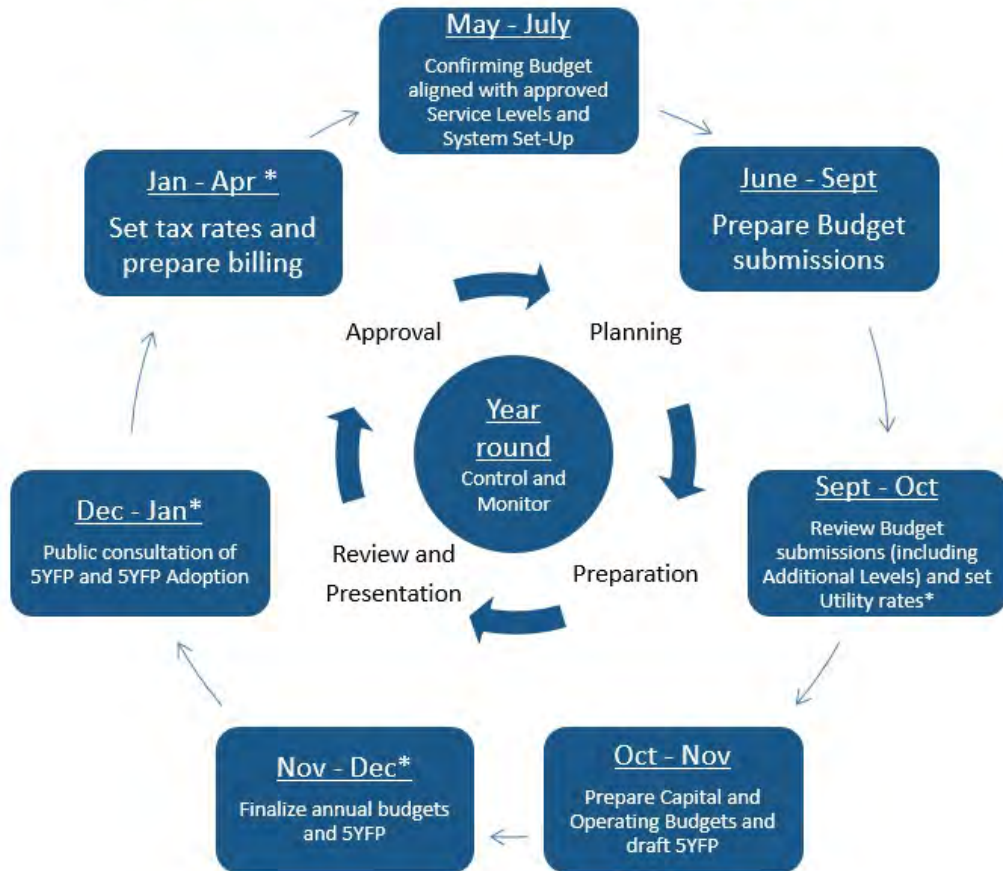 May - July
Confirming Budget
aligned with approved
Service Levels and
System Set-Up
June - Sept
Prepare Budget
submissions
Sept - Oct
Review Budget
submissions (including
Additional Levels) and set
Utility rates*
Oct - Nov
Prepare Capital and
Operating Budgets and
draft 5YFP
Nov - Dec*
Finalize annual budgets
and 5YFP
Dec - Jan*
Public consultation of
5YFP and 5YFP Adoption
Jan - Apr *
Set tax rates and
prepare billing
Approval
Planning
Preparation
Review and
Presentation
Year
round
Control and
Monitor